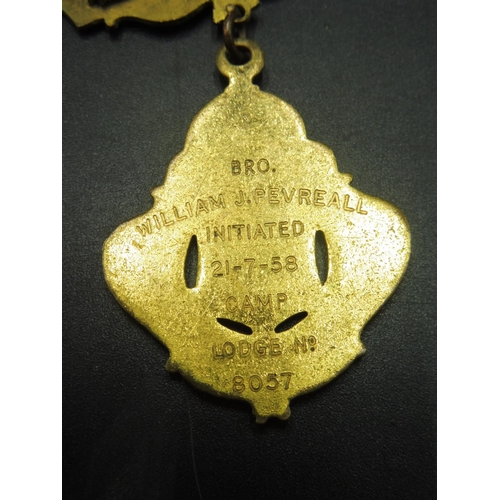 BRO.
WILLIAM J. PEVREALL
INITIATED
21-7-58
CAMP
LODGE No
8057